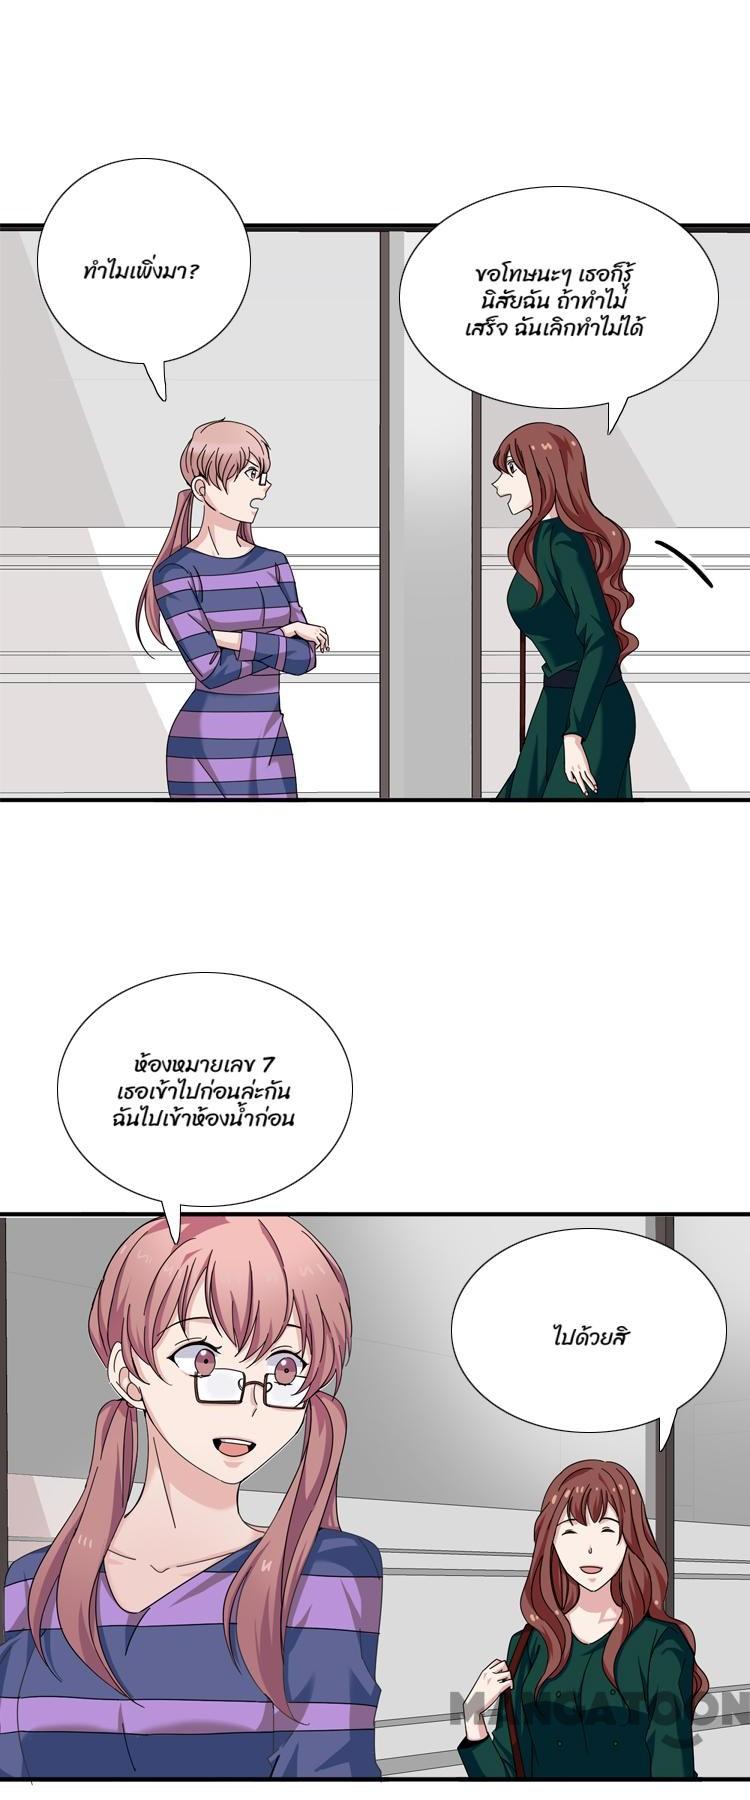 ทำไมเพิ่งมา?
ขอโทษนะๆ เธอก็รู้
นิสัยฉัน ถ้าทำไม่
เสร็จ ฉันเลิกทำไม่ได้
ห้องหมายเลข 7
เธอเข้าไปก่อนล่ะกัน
ฉันไปเข้าห้องน้ำก่อน
ไปด้วยสิ
MANGATOON